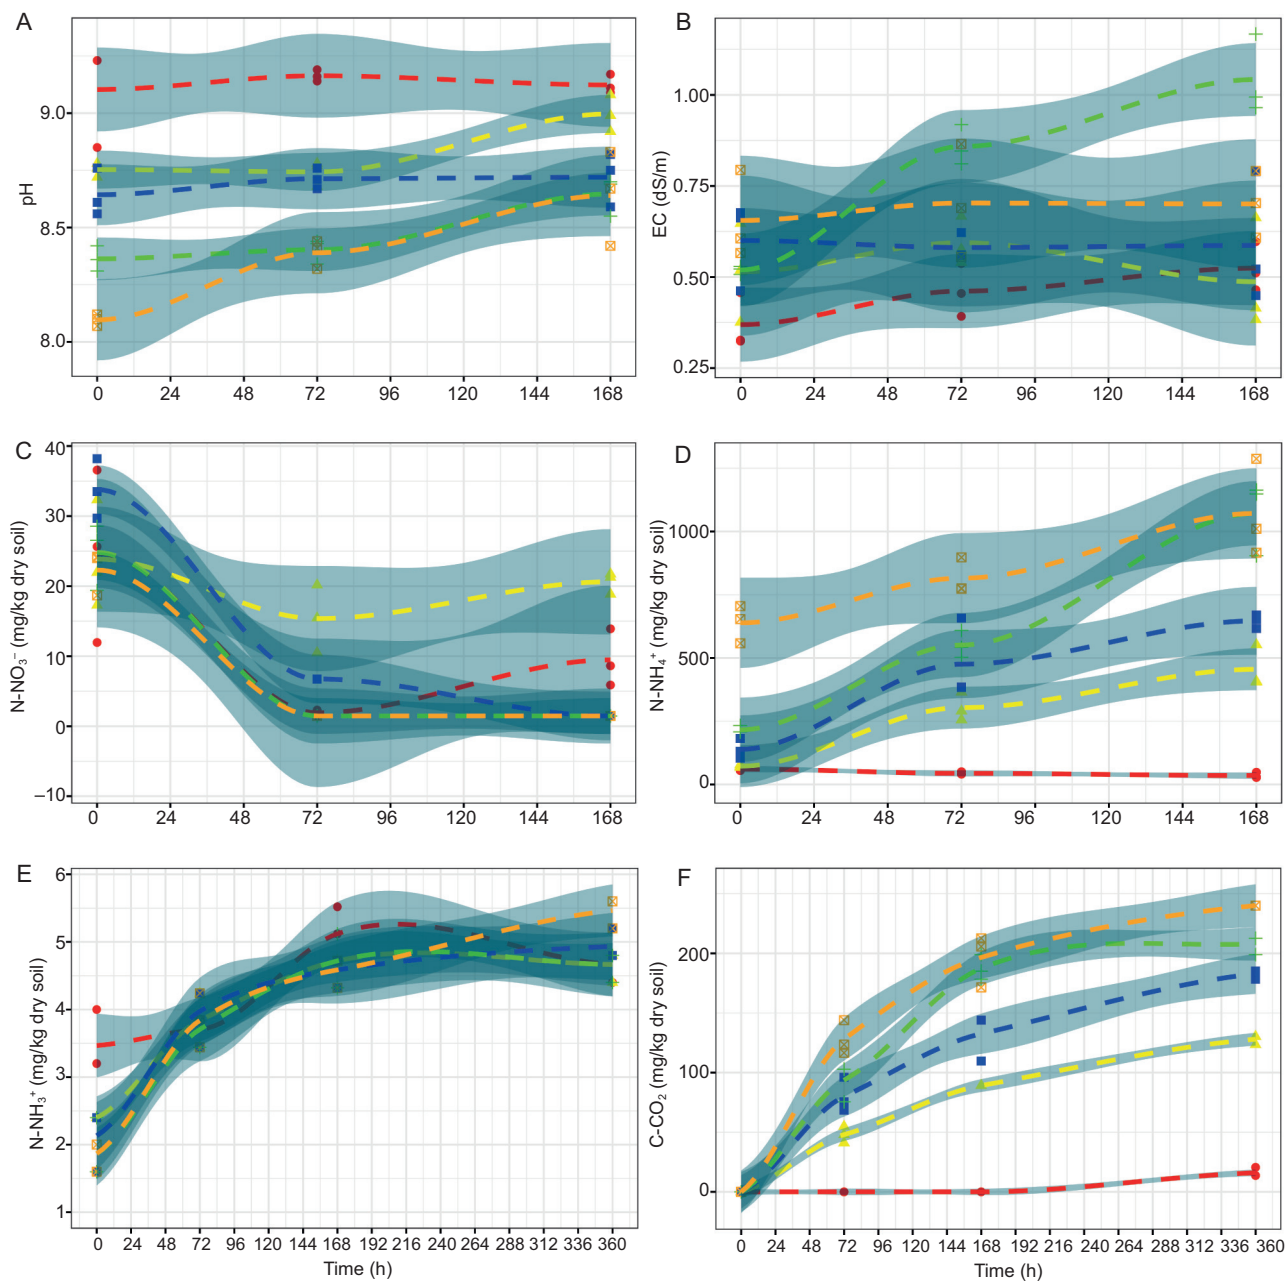 A
pH
9.0
8.5
8.0
0 24 48 72 96 120 144 168
B
EC (dS/m)
1.00
0.75
0.50
0.25
0 24 48 72 96 120 144 168
C
N-NO₃⁻ (mg/kg dry soil)
40
30
20
10
0
–10
0 24 48 72 96 120 144 168
D
N-NH₄⁺ (mg/kg dry soil)
1000
500
0
0 24 48 72 96 120 144 168
E
N-NH₃⁺ (mg/kg dry soil)
6
5
4
3
2
1
0 24 48 72 96 120 144 168 192 216 240 264 288 312 336 360
Time (h)
F
C-CO₂ (mg/kg dry soil)
200
100
0
0 24 48 72 96 120 144 168 192 216 240 264 288 312 336 360
Time (h)